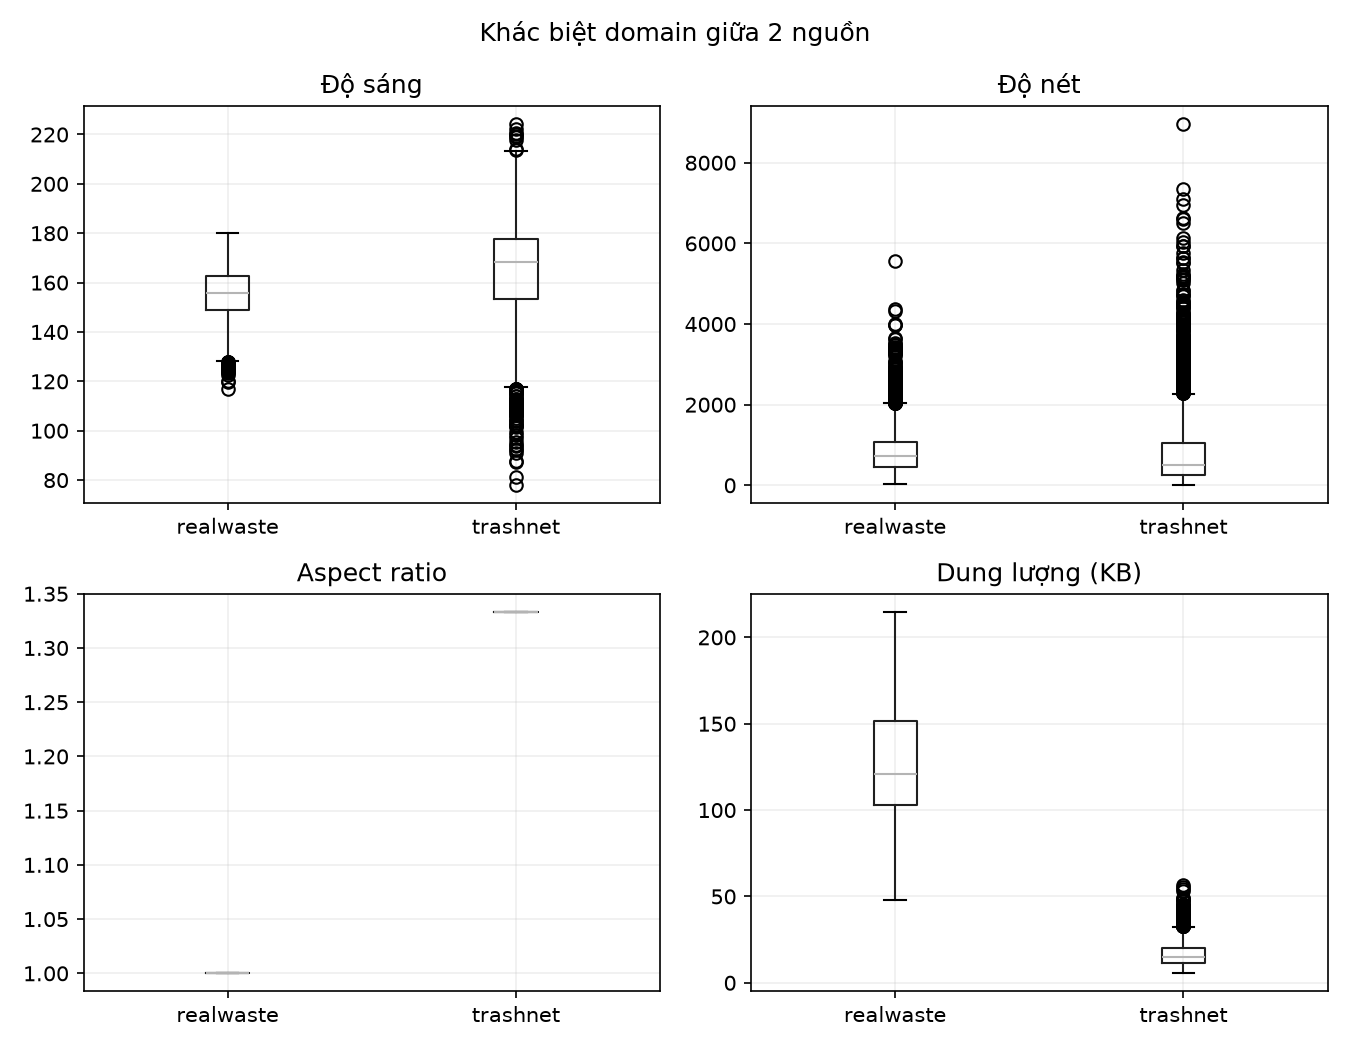 Khác biệt domain giữa 2 nguồn
Độ sáng
220
200
180
160
140
120
100
80
realwaste
trashnet
Độ nét
8000
6000
4000
2000
0
realwaste
trashnet
Aspect ratio
1.35
1.30
1.25
1.20
1.15
1.10
1.05
1.00
realwaste
trashnet
Dung lượng (KB)
200
150
100
50
0
realwaste
trashnet